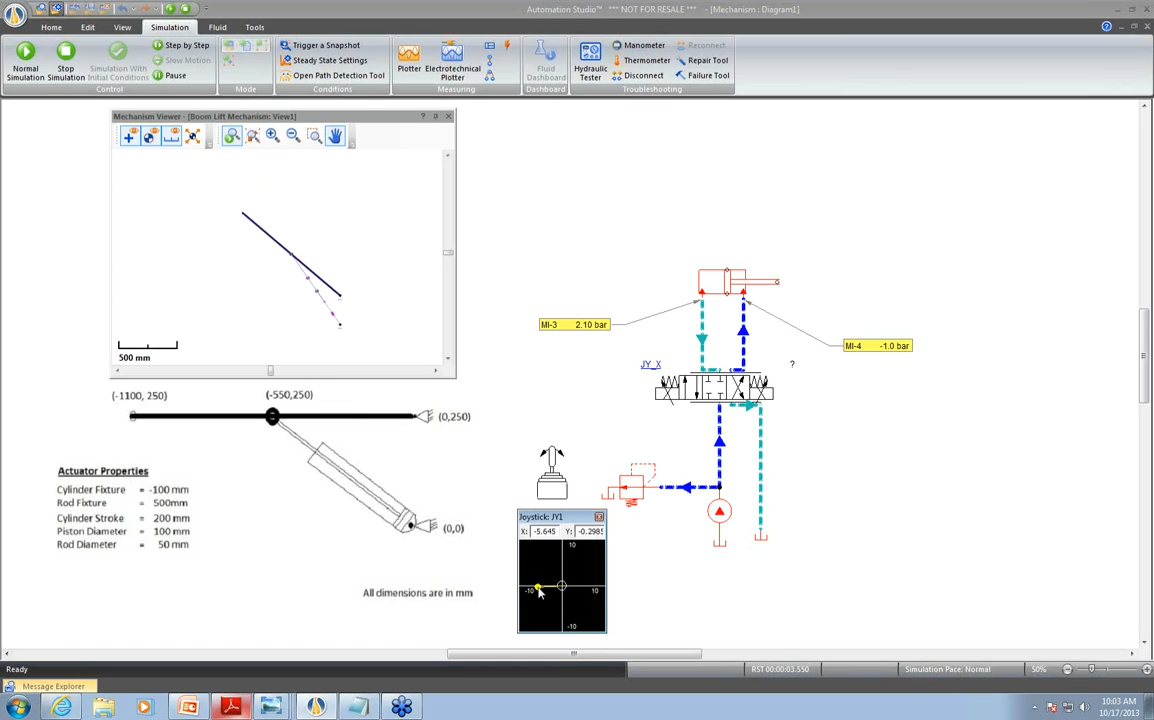 Automation Studio™ *** NOT FOR RESALE *** - [Mechanism : Diagram1]
Home Edit View Simulation Fluid Tools
Normal Simulation
Stop Simulation
Simulation With Initial Conditions
Step by Step
Slow Motion
Pause
Control
Mode
Trigger a Snapshot
Steady State Settings
Open Path Detection Tool
Conditions
Plotter
Electrotechnical Plotter
Measuring
Fluid Dashboard
Dashboard
Hydraulic Tester
Manometer
Thermometer
Disconnect
Reconnect
Repair Tool
Failure Tool
Troubleshooting
Mechanism Viewer - [Boom Lift Mechanism: View1]
500 mm
(-1100, 250)
(-550,250)
(0,250)
Actuator Properties
Cylinder Fixture = -100 mm
Rod Fixture = 500mm
Cylinder Stroke = 200 mm
Piston Diameter = 100 mm
Rod Diameter = 50 mm
(0,0)
All dimensions are in mm
MI-3 2.10 bar
MI-4 -1.0 bar
JY_X
?
Joystick: JY1
X: -5.645 Y: -0.2985
10
-10 10
-10
Ready
RST 00:00:03.550
Simulation Pace: Normal
50%
Message Explorer
10:03 AM
10/17/2013